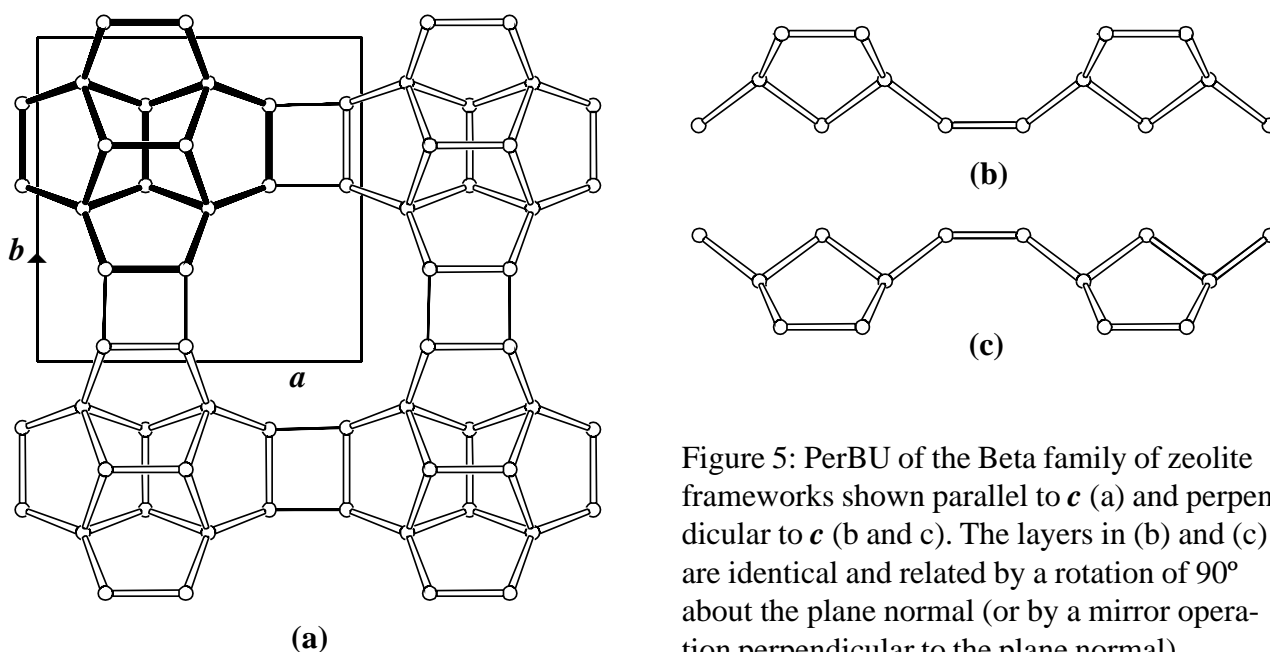 b
a
(a)
(b)
(c)
Figure 5: PerBU of the Beta family of zeolite
frameworks shown parallel to c (a) and perpen
dicular to c (b and c). The layers in (b) and (c)
are identical and related by a rotation of 90º
about the plane normal (or by a mirror opera-
tion perpendicular to the plane normal)